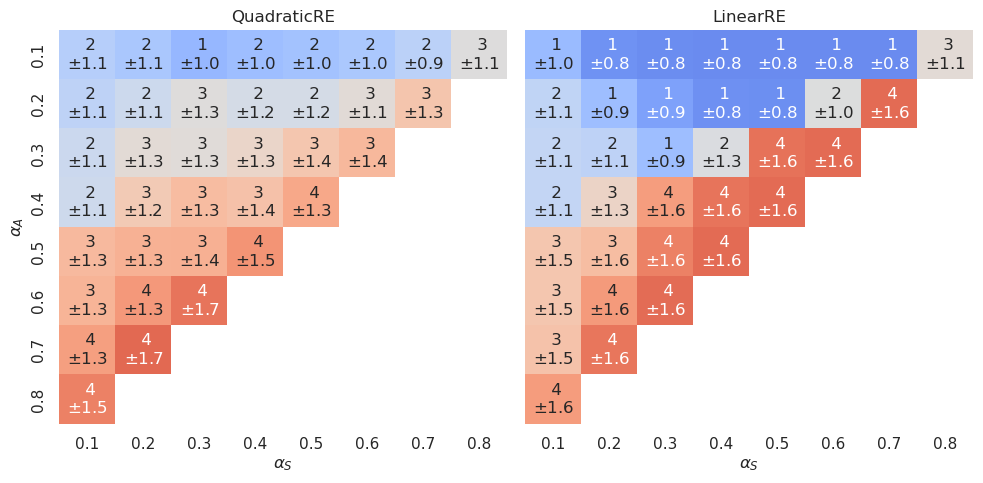 QuadraticRE
LinearRE
0.1
2 2 1 2 2 2 2 3
±1.1 ±1.1 ±1.0 ±1.0 ±1.0 ±1.0 ±0.9 ±1.1
1 1 1 1 1 1 1 3
±1.0 ±0.8 ±0.8 ±0.8 ±0.8 ±0.8 ±0.8 ±1.1
0.2
2 2 3 2 2 3 3
±1.1 ±1.1 ±1.3 ±1.2 ±1.2 ±1.1 ±1.3
2 1 1 1 1 2 4
±1.1 ±0.9 ±0.9 ±0.8 ±0.8 ±1.0 ±1.6
0.3
2 3 3 3 3 3
±1.1 ±1.3 ±1.3 ±1.3 ±1.4 ±1.4
2 2 1 2 4 4
±1.1 ±1.1 ±0.9 ±1.3 ±1.6 ±1.6
0.4
2 3 3 3 4
±1.1 ±1.2 ±1.3 ±1.4 ±1.3
2 3 4 4 4
±1.1 ±1.3 ±1.6 ±1.6 ±1.6
α_A
0.5
3 3 3 4
±1.3 ±1.3 ±1.4 ±1.5
3 3 4 4
±1.5 ±1.6 ±1.6 ±1.6
0.6
3 4 4
±1.3 ±1.3 ±1.7
3 4 4
±1.5 ±1.6 ±1.6
0.7
4 4
±1.3 ±1.7
3 4
±1.5 ±1.6
0.8
4
±1.5
4
±1.6
0.1 0.2 0.3 0.4 0.5 0.6 0.7 0.8
α_S
0.1 0.2 0.3 0.4 0.5 0.6 0.7 0.8
α_S